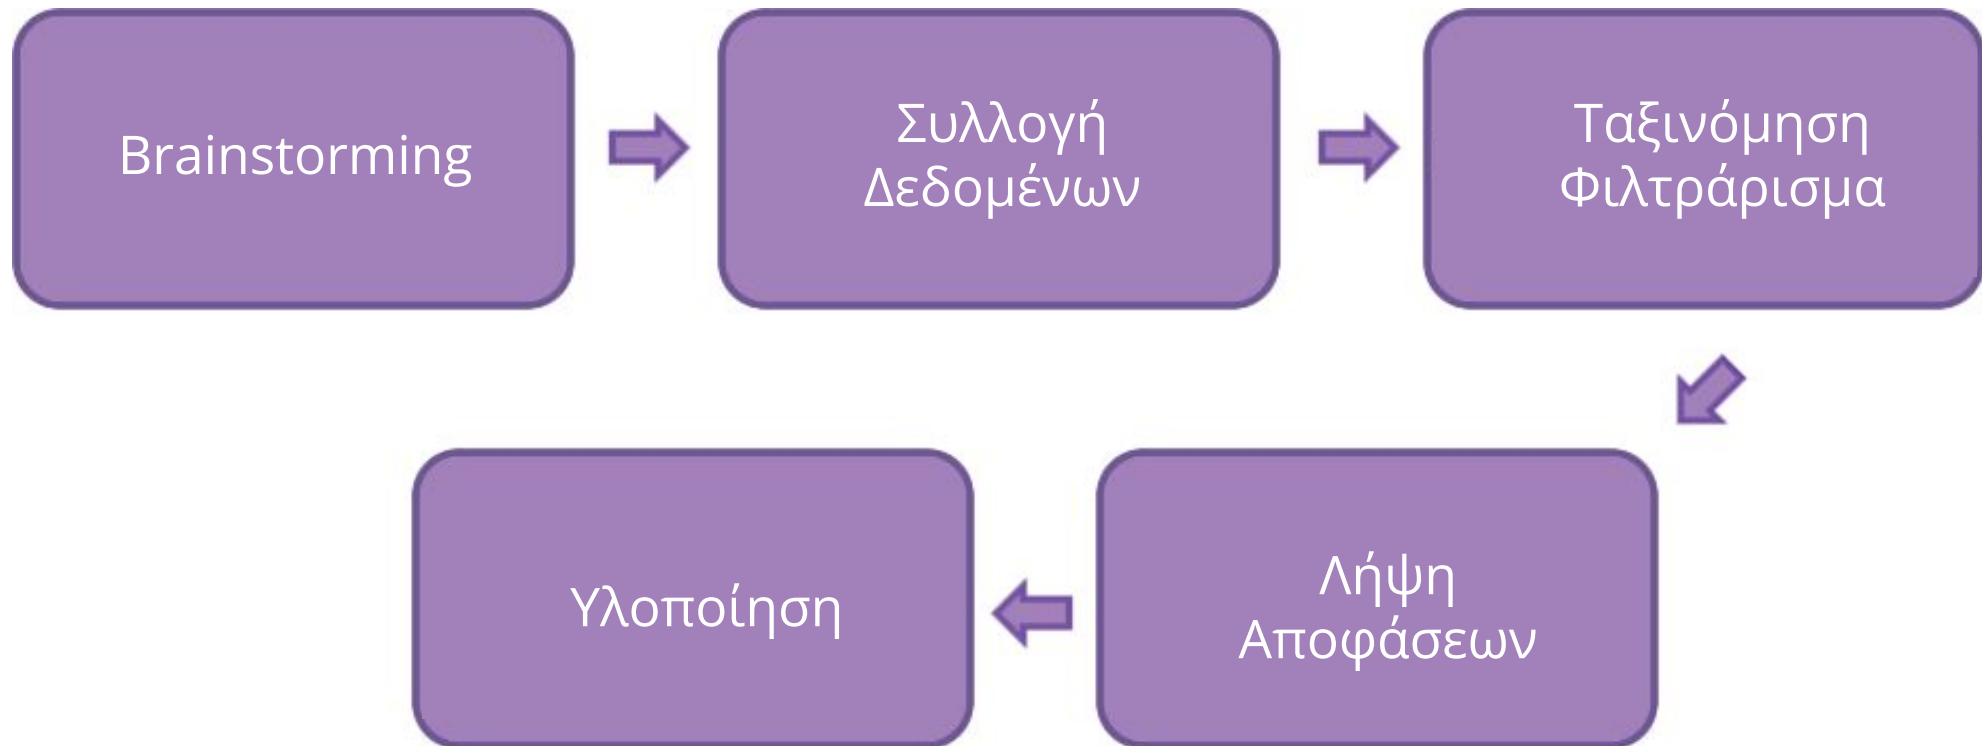 Brainstorming
Συλλογή
Δεδομένων
Ταξινόμηση
Φιλτράρισμα
Λήψη
Αποφάσεων
Υλοποίηση